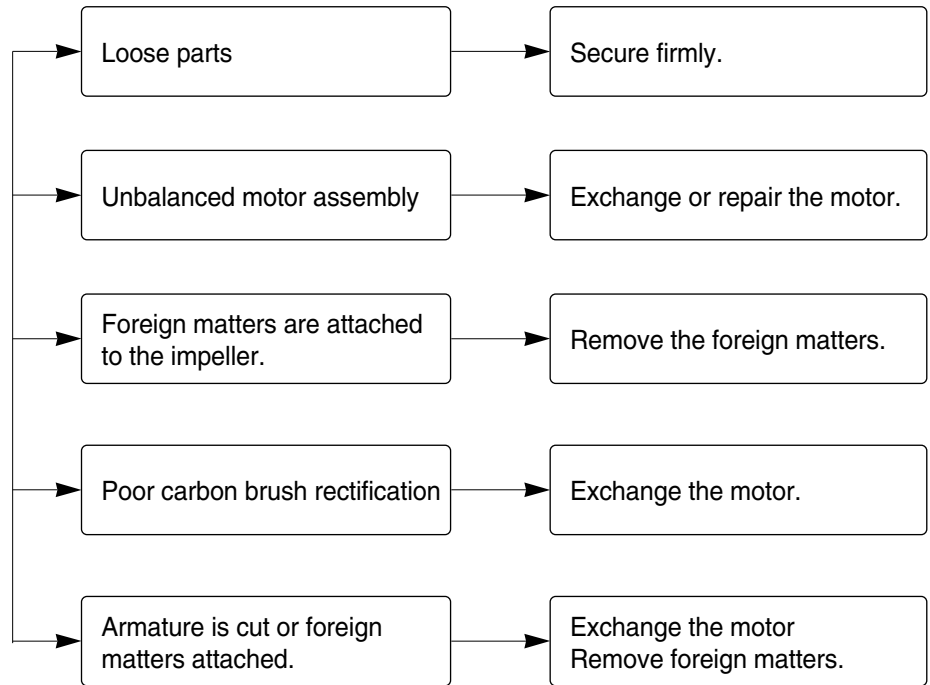 Loose parts
Secure firmly.
Unbalanced motor assembly
Exchange or repair the motor.
Foreign matters are attached
to the impeller.
Remove the foreign matters.
Poor carbon brush rectification
Exchange the motor.
Armature is cut or foreign
matters attached.
Exchange the motor
Remove foreign matters.